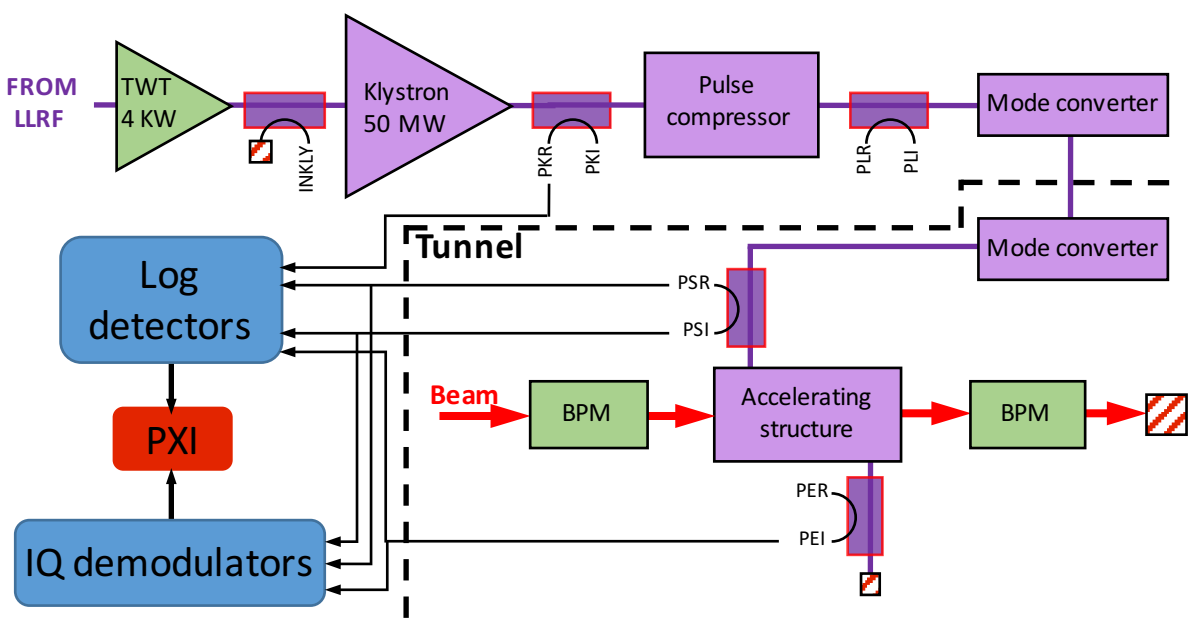 FROM
LLRF
TWT
4 KW
INKLY
Klystron
50 MW
PKR
PKI
Pulse
compressor
PLR
PLI
Mode converter
Mode converter
Tunnel
Log
detectors
PSR
PSI
Beam
BPM
Accelerating
structure
BPM
PXI
PER
PEI
IQ demodulators